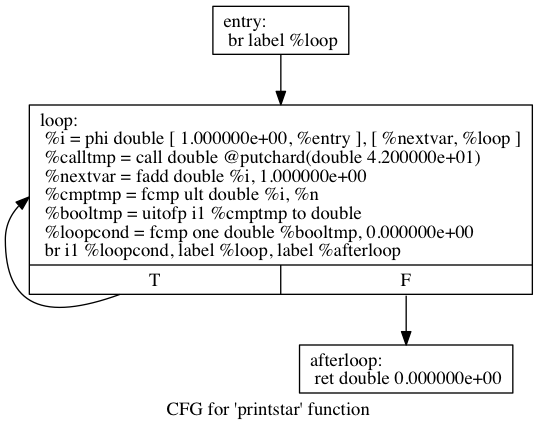 entry:
br label %loop
loop:
%i = phi double [ 1.000000e+00, %entry ], [ %nextvar, %loop ]
%calltmp = call double @putchard(double 4.200000e+01)
%nextvar = fadd double %i, 1.000000e+00
%cmptmp = fcmp ult double %i, %n
%booltmp = uitofp i1 %cmptmp to double
%loopcond = fcmp one double %booltmp, 0.000000e+00
br i1 %loopcond, label %loop, label %afterloop
T
F
afterloop:
ret double 0.000000e+00
CFG for 'printstar' function